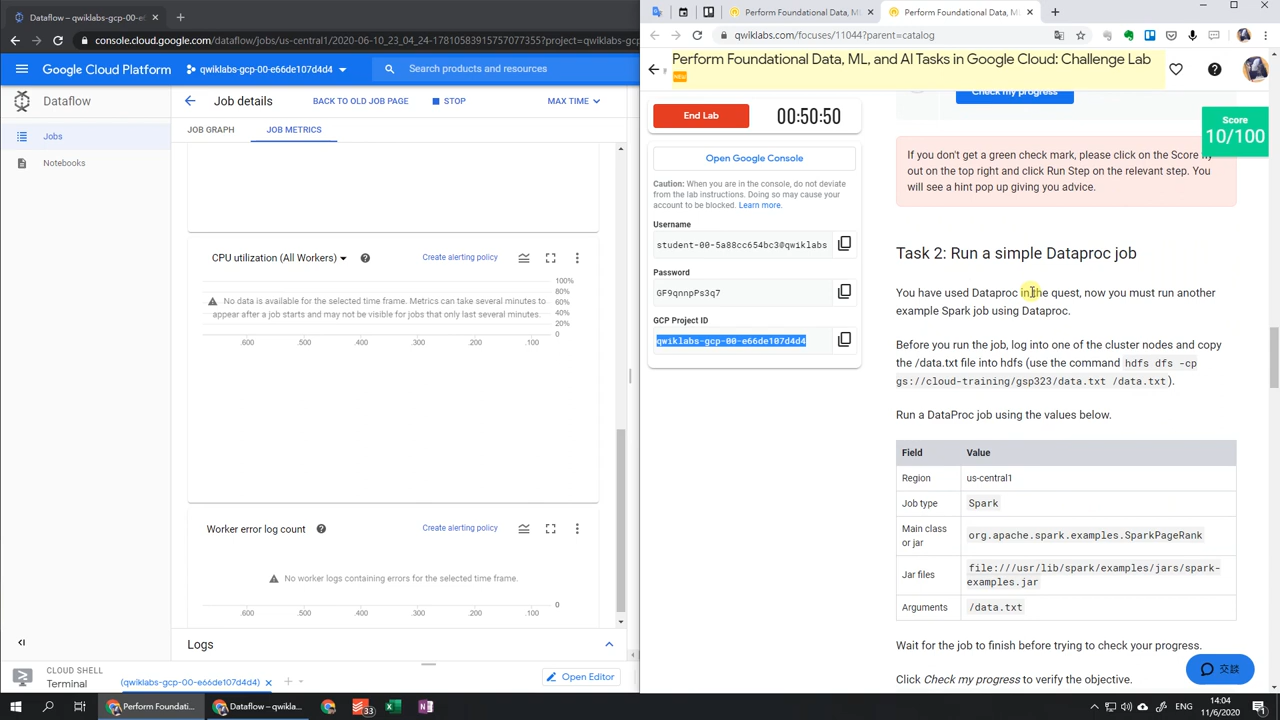 Dataflow - qwiklabs-gcp-00-e6
console.cloud.google.com/dataflow/jobs/us-central1/2020-06-10_23_04_24-17810583915757077355?project=qwiklabs-g
Google Cloud Platform
qwiklabs-gcp-00-e66de107d4d4
Search products and resources
Dataflow
Jobs
Notebooks
Job details
BACK TO OLD JOB PAGE
STOP
MAX TIME
JOB GRAPH
JOB METRICS
CPU utilization (All Workers)
Create alerting policy
100%
80%
60%
40%
20%
0
No data is available for the selected time frame. Metrics can take several minutes to
appear after a job starts and may not be visible for jobs that only last several minutes.
.600
.500
.400
.300
.200
.100
Worker error log count
Create alerting policy
No worker logs containing errors for the selected time frame.
0
.600
.500
.400
.300
.200
.100
Logs
CLOUD SHELL
Terminal
(qwiklabs-gcp-00-e66de107d4d4)
Open Editor
Perform Foundational Data, ML,
Perform Foundational Data, ML,
qwiklabs.com/focuses/11044?parent=catalog
Perform Foundational Data, ML, and AI Tasks in Google Cloud: Challenge Lab
NEW
End Lab
00:50:50
Open Google Console
Caution: When you are in the console, do not deviate
from the lab instructions. Doing so may cause your
account to be blocked. Learn more.
Username
student-00-5a88cc654bc3@qwiklabs
Password
GF9qnnpPs3q7
GCP Project ID
qwiklabs-gcp-00-e66de107d4d4
Check my progress
Score
10/100
If you don't get a green check mark, please click on the Score fly
out on the top right and click Run Step on the relevant step. You
will see a hint pop up giving you advice.
Task 2: Run a simple Dataproc job
You have used Dataproc in the quest, now you must run another
example Spark job using Dataproc.
Before you run the job, log into one of the cluster nodes and copy
the /data.txt file into hdfs (use the command hdfs dfs -cp
gs://cloud-training/gsp323/data.txt /data.txt).
Run a DataProc job using the values below.
Field Value
Region us-central1
Job type Spark
Main class
or jar
org.apache.spark.examples.SparkPageRank
Jar files
file:///usr/lib/spark/examples/jars/spark-
examples.jar
Arguments /data.txt
Wait for the job to finish before trying to check your progress.
Click Check my progress to verify the objective.
交談
Perform Foundati...
Dataflow – qwikla...
33
ENG
14:04
11/6/2020